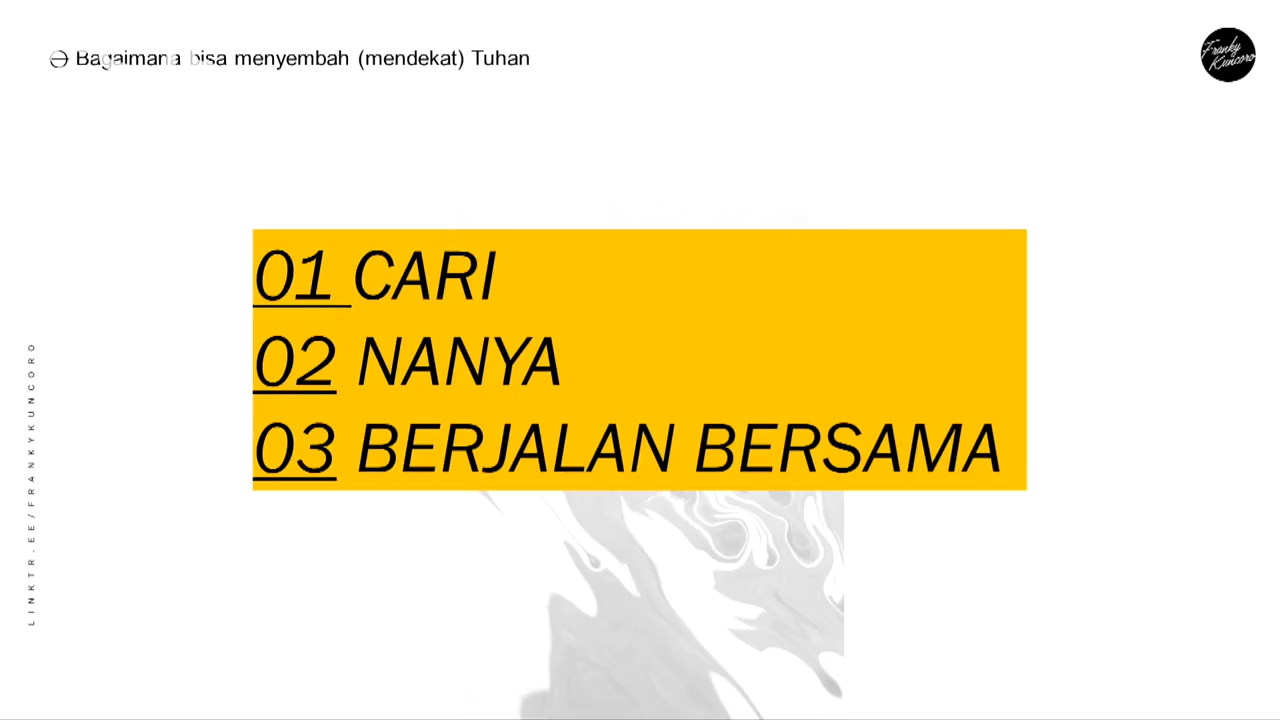 Bagaimana bisa menyembah (mendekat) Tuhan
Franky
Kuncoro
01 CARI
02 NANYA
03 BERJALAN BERSAMA
LINKTR.EE/FRANKYKUNCORO